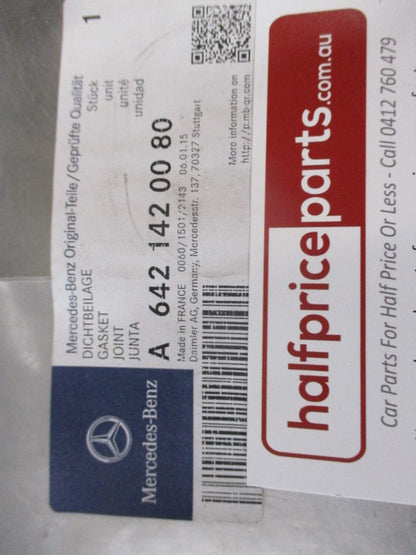 Mercedes-Benz Original-Teile/Geprüfte Qualität
DICHTBEILAGE Stück 1
GASKET unit
JOINT unité
JUNTA unidad
A 642 142 00 80
Made in FRANCE 0060/1501/2143 06.01.15
Daimler AG, Germany, Mercedesstr. 137, 70327 Stuttgart
More information on
http://p.mb-qr.com
Mercedes-Benz
halfpriceparts.com.au
Car Parts For Half Price Or Less - Call 0412 760 479